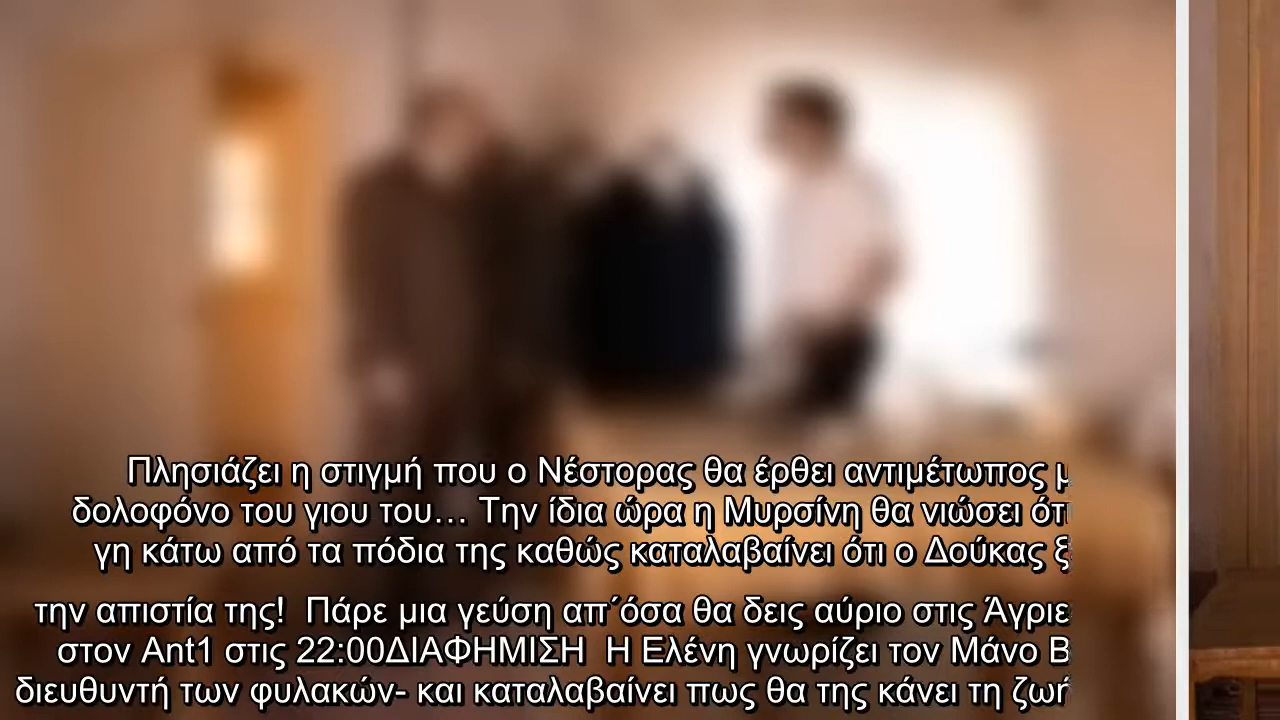 Πλησιάζει η στιγμή που ο Νέστορας θα έρθει αντιμέτωπος
δολοφόνο του γιου του… Την ίδια ώρα η Μυρσίνη θα νιώσει
γη κάτω από τα πόδια της καθώς καταλαβαίνει ότι ο Δούκας
την απιστία της!  Πάρε μια γεύση απ΄όσα θα δεις αύριο στις
στον Ant1 στις 22:00ΔΙΑΦΗΜΙΣΗ  Η Ελένη γνωρίζει τον Μάνο
διευθυντή των φυλακών- και καταλαβαίνει πως θα της κάνει τη